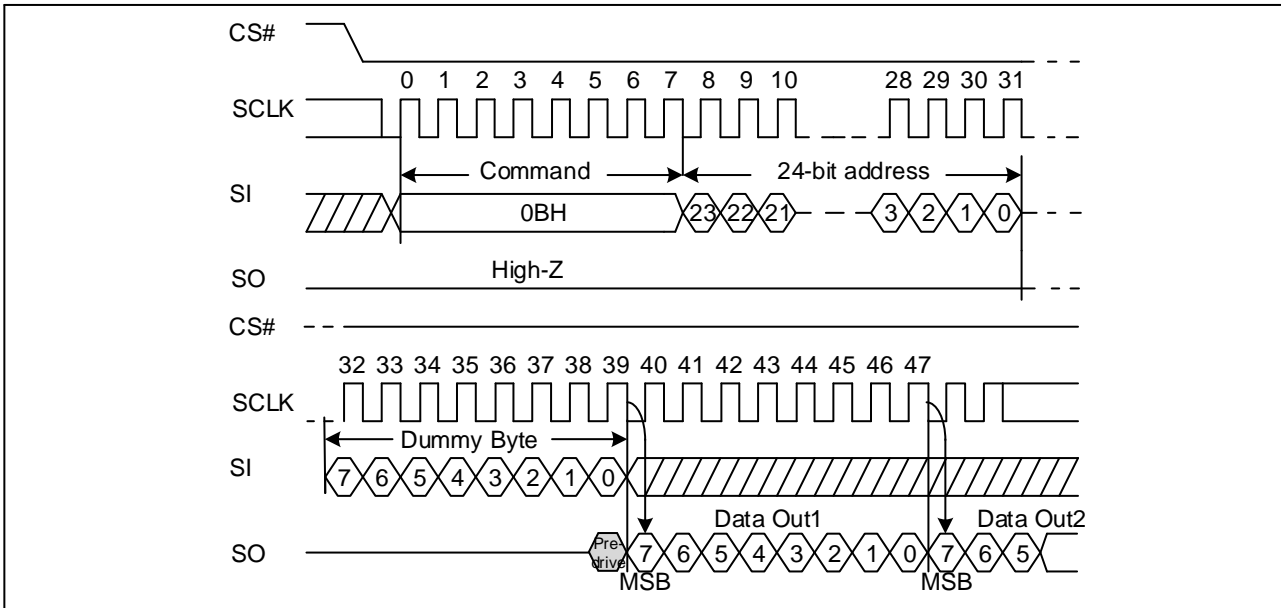 CS#
0 1 2 3 4 5 6 7 8 9 10 28 29 30 31
SCLK
Command 24-bit address
SI
0BH 23 22 21 3 2 1 0
High-Z
SO
CS#
32 33 34 35 36 37 38 39 40 41 42 43 44 45 46 47
SCLK
Dummy Byte
SI 7 6 5 4 3 2 1 0
Data Out1 Data Out2
SO Pre-drive 7 6 5 4 3 2 1 0 7 6 5
MSB MSB